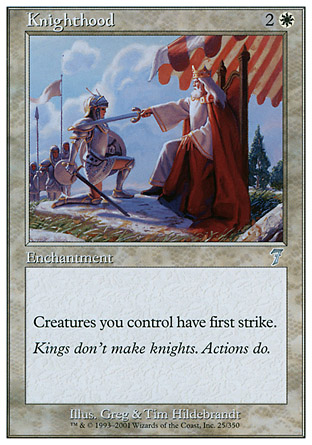 Knighthood 2
Enchantment 7
Creatures you control have first strike.
Kings don't make knights. Actions do.
Illus. Greg & Tim Hildebrandt
TM & © 1993-2001 Wizards of the Coast, Inc. 25/350